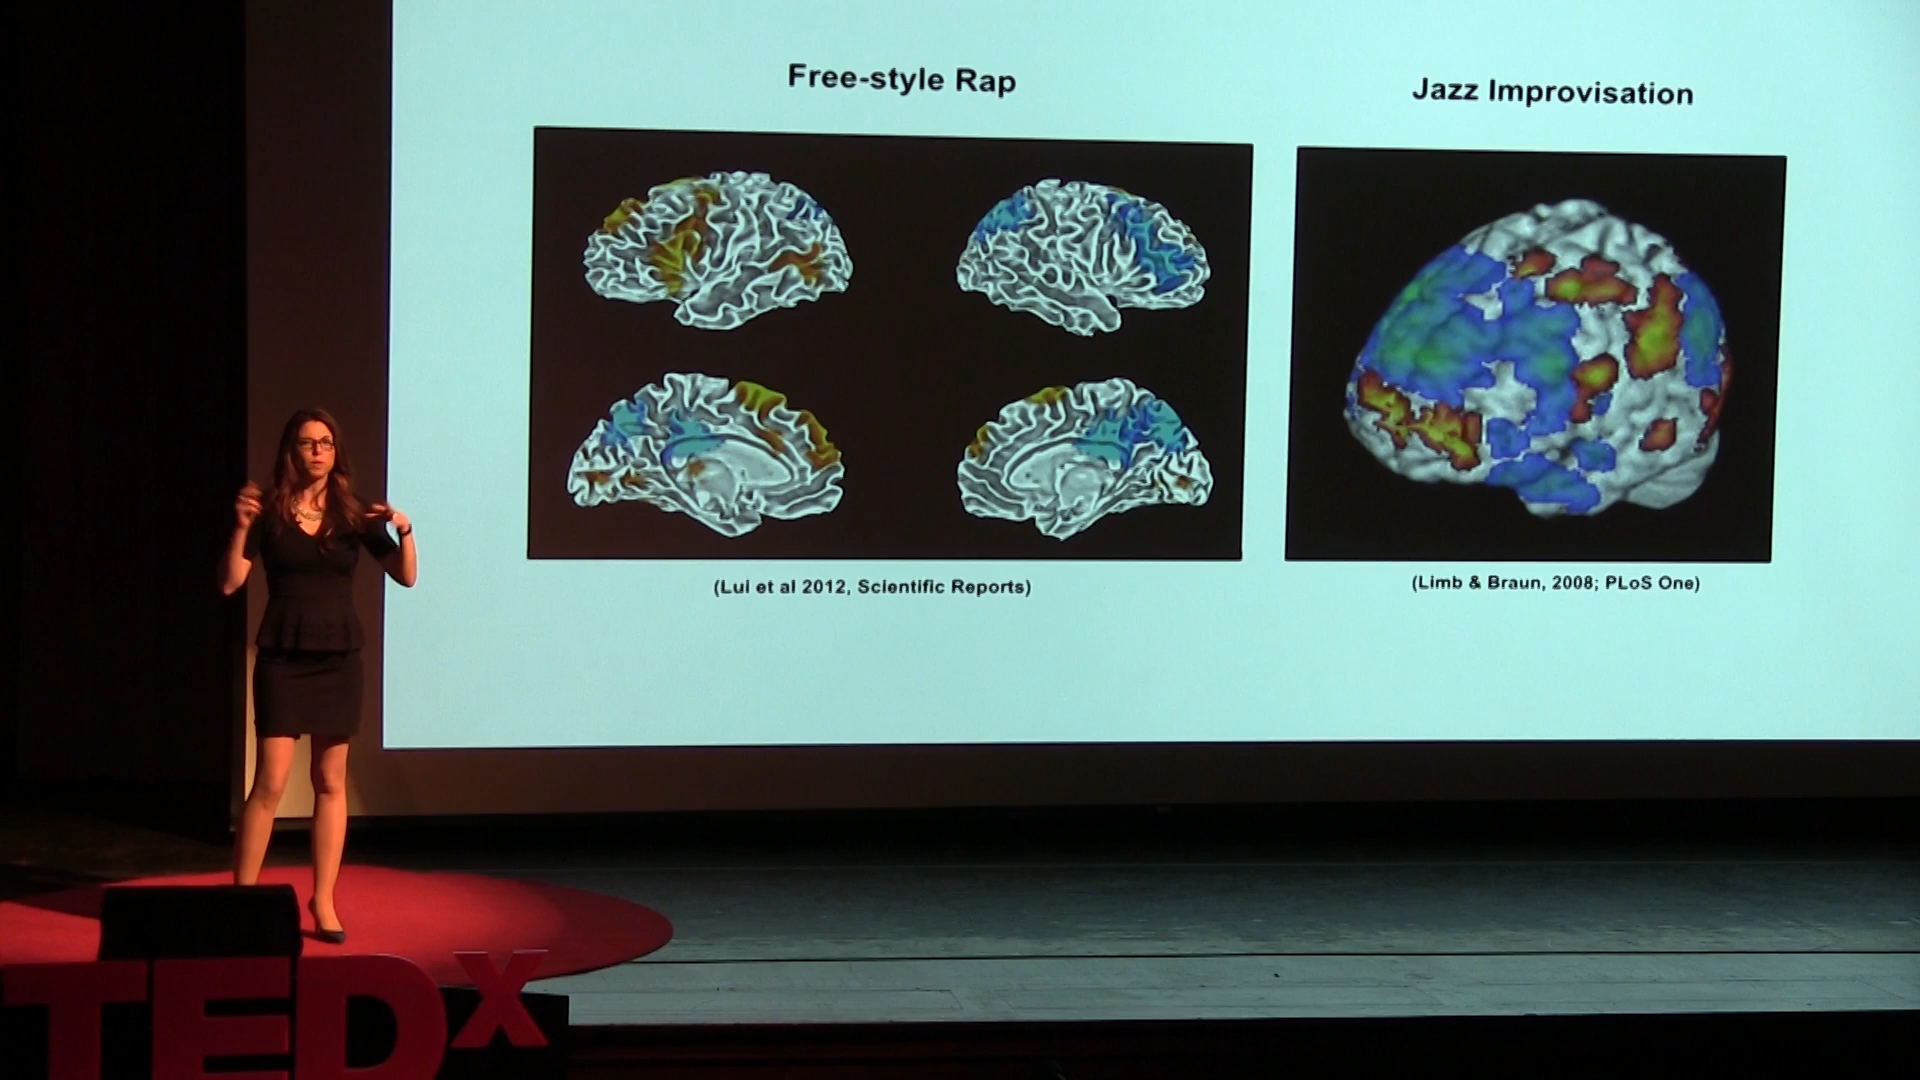 Free-style Rap
Jazz Improvisation
(Lui et al 2012, Scientific Reports)
(Limb & Braun, 2008; PLoS One)
TEDx